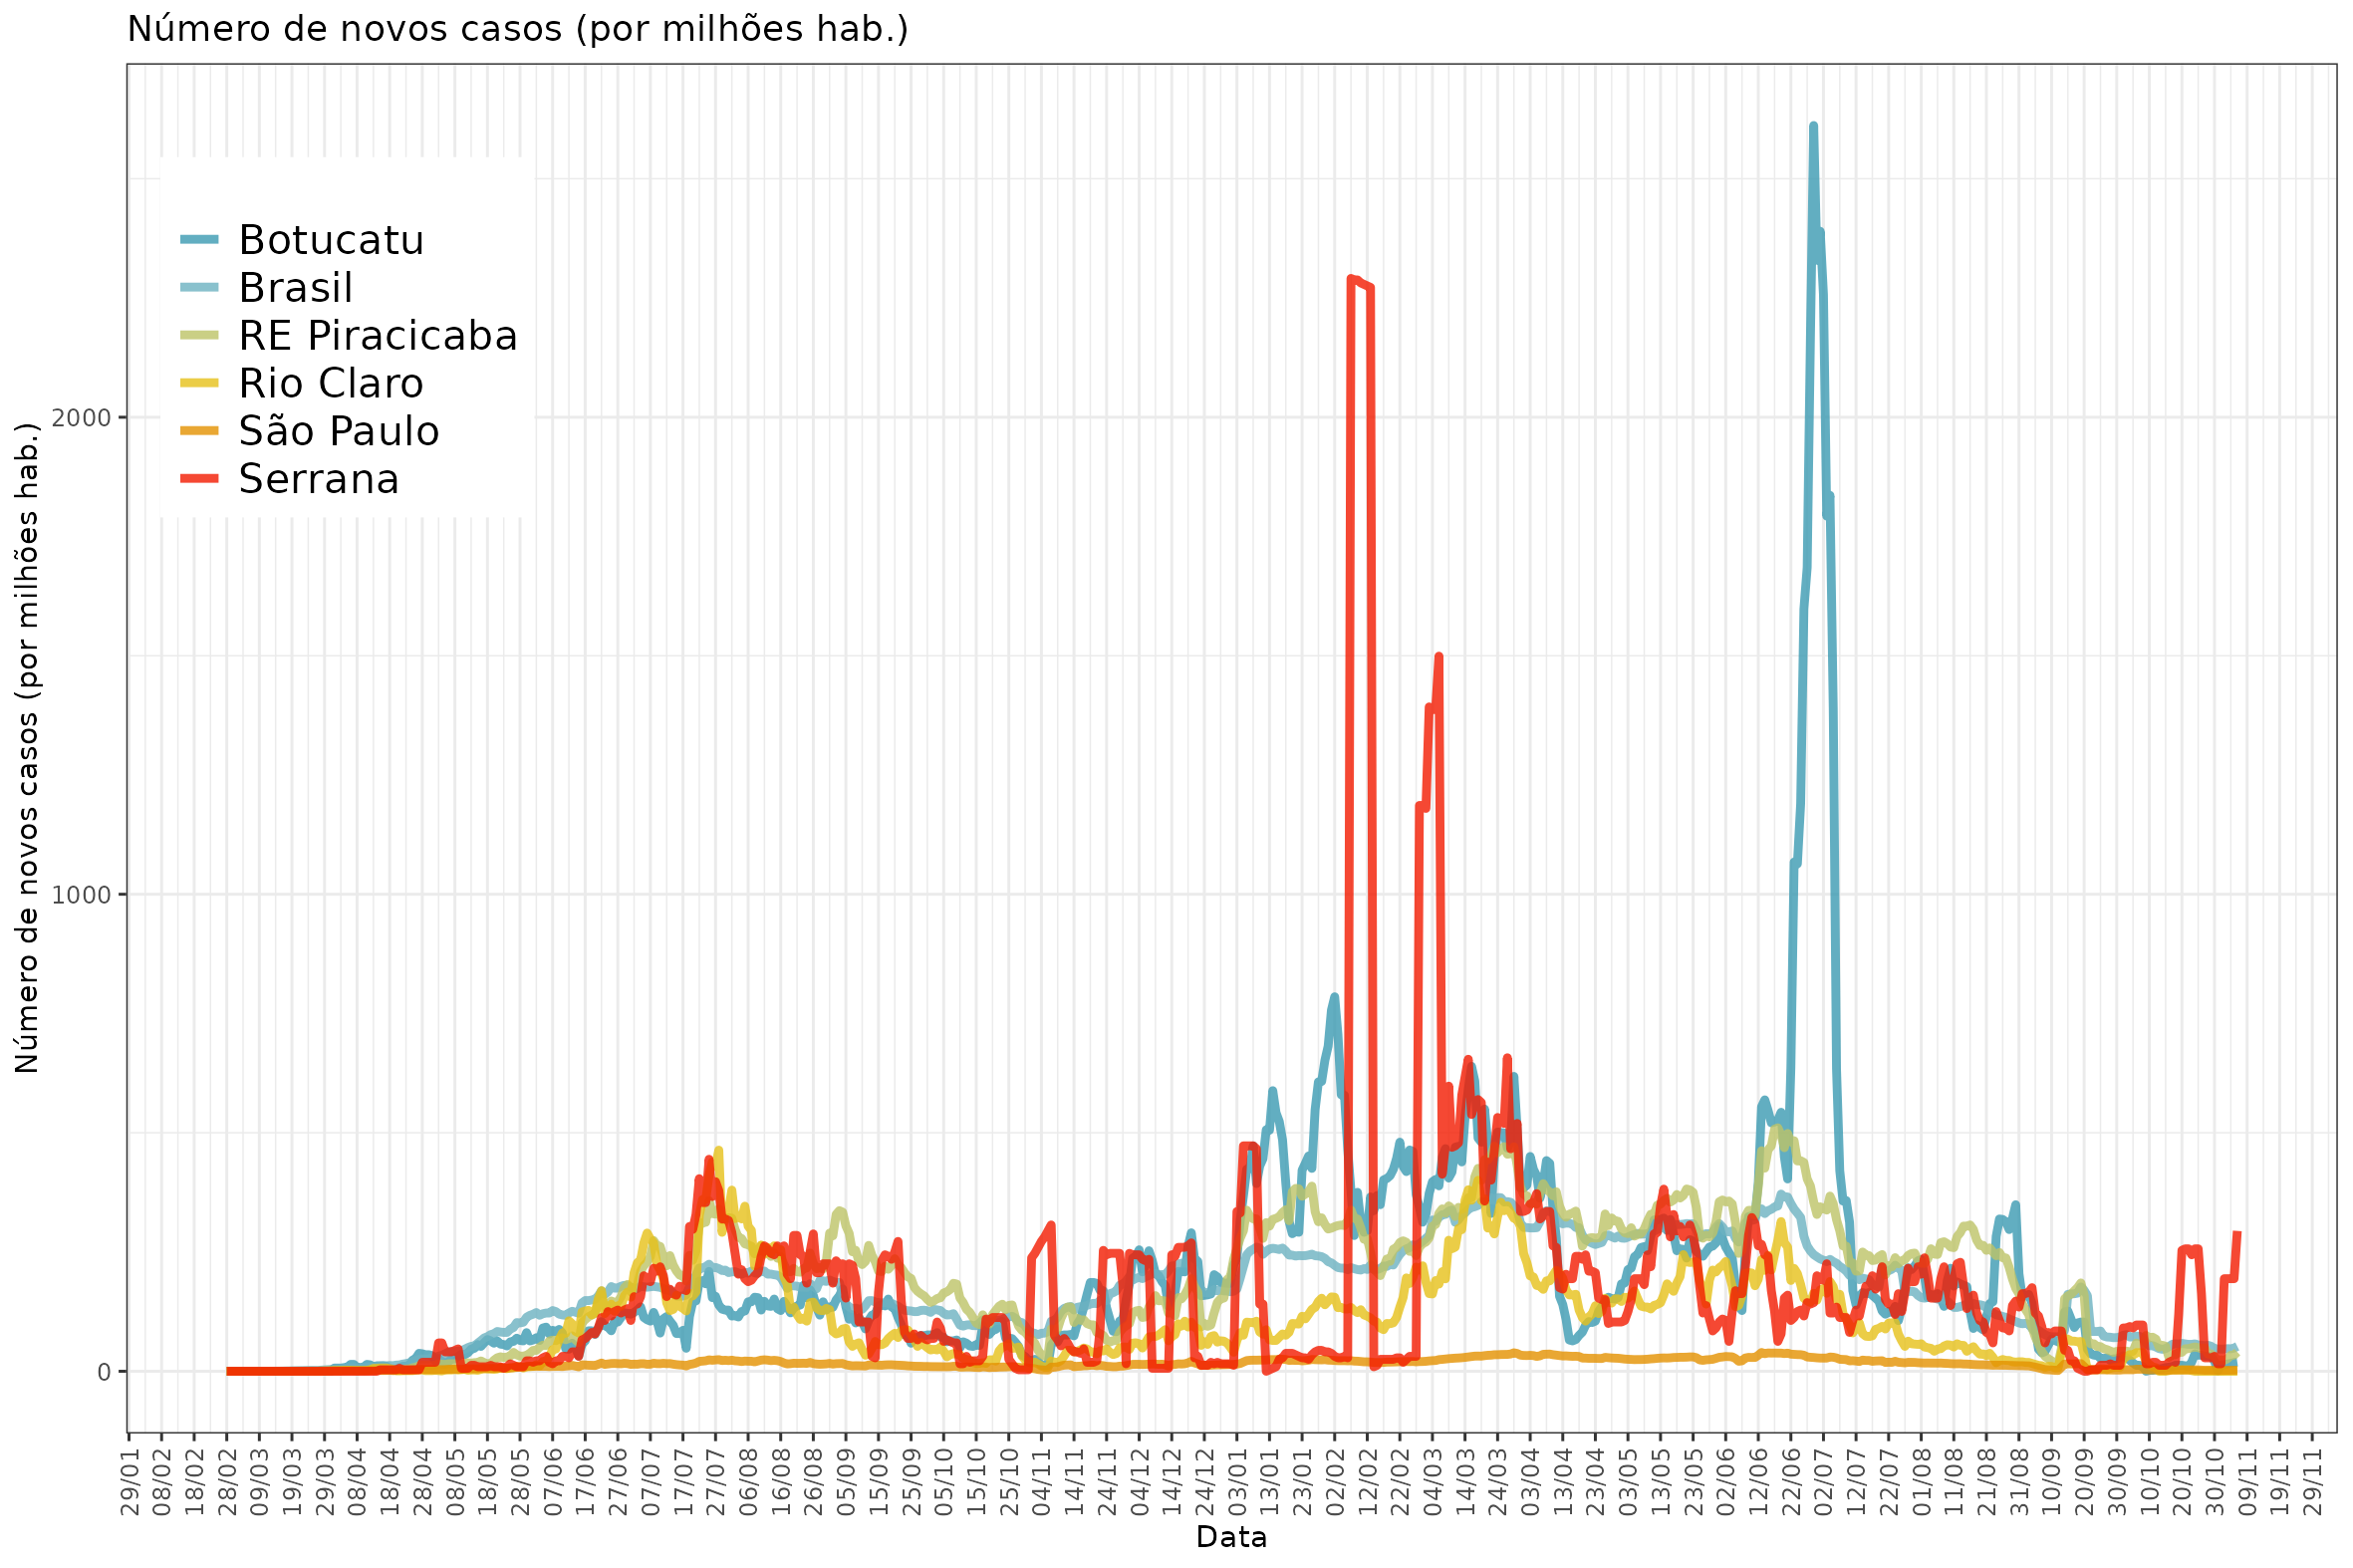 Número de novos casos (por milhões hab.)
Número de novos casos (por milhões hab.)
Botucatu
Brasil
RE Piracicaba
Rio Claro
São Paulo
Serrana
2000
1000
0
29/01 08/02 18/02 28/02 09/03 19/03 29/03 08/04 18/04 28/04 08/05 18/05 28/05 07/06 17/06 27/06 07/07 17/07 27/07 06/08 16/08 26/08 05/09 15/09 25/09 05/10 15/10 25/10 04/11 14/11 24/11 04/12 14/12 24/12 03/01 13/01 23/01 02/02 12/02 22/02 04/03 14/03 24/03 03/04 13/04 23/04 03/05 13/05 23/05 02/06 12/06 22/06 02/07 12/07 22/07 01/08 11/08 21/08 31/08 10/09 20/09 30/09 10/10 20/10 30/10 09/11 19/11 29/11
Data